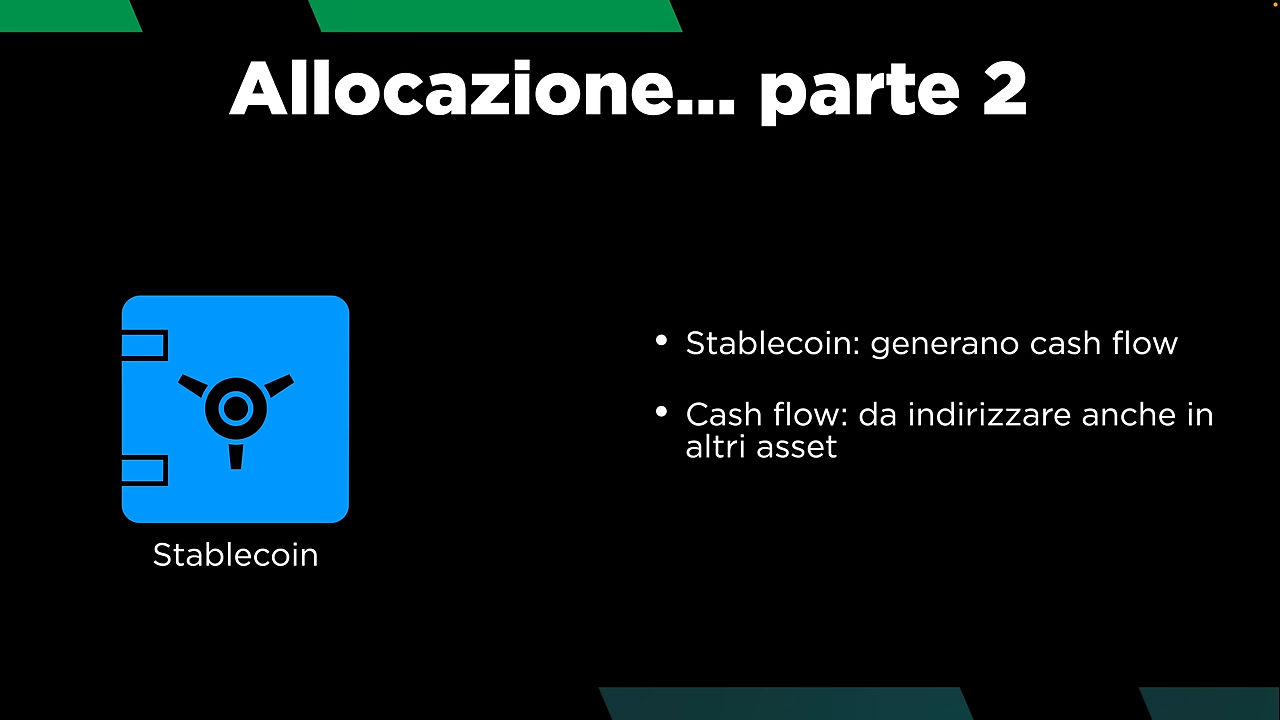 Allocazione... parte 2
• Stablecoin: generano cash flow
• Cash flow: da indirizzare anche in
altri asset
Stablecoin